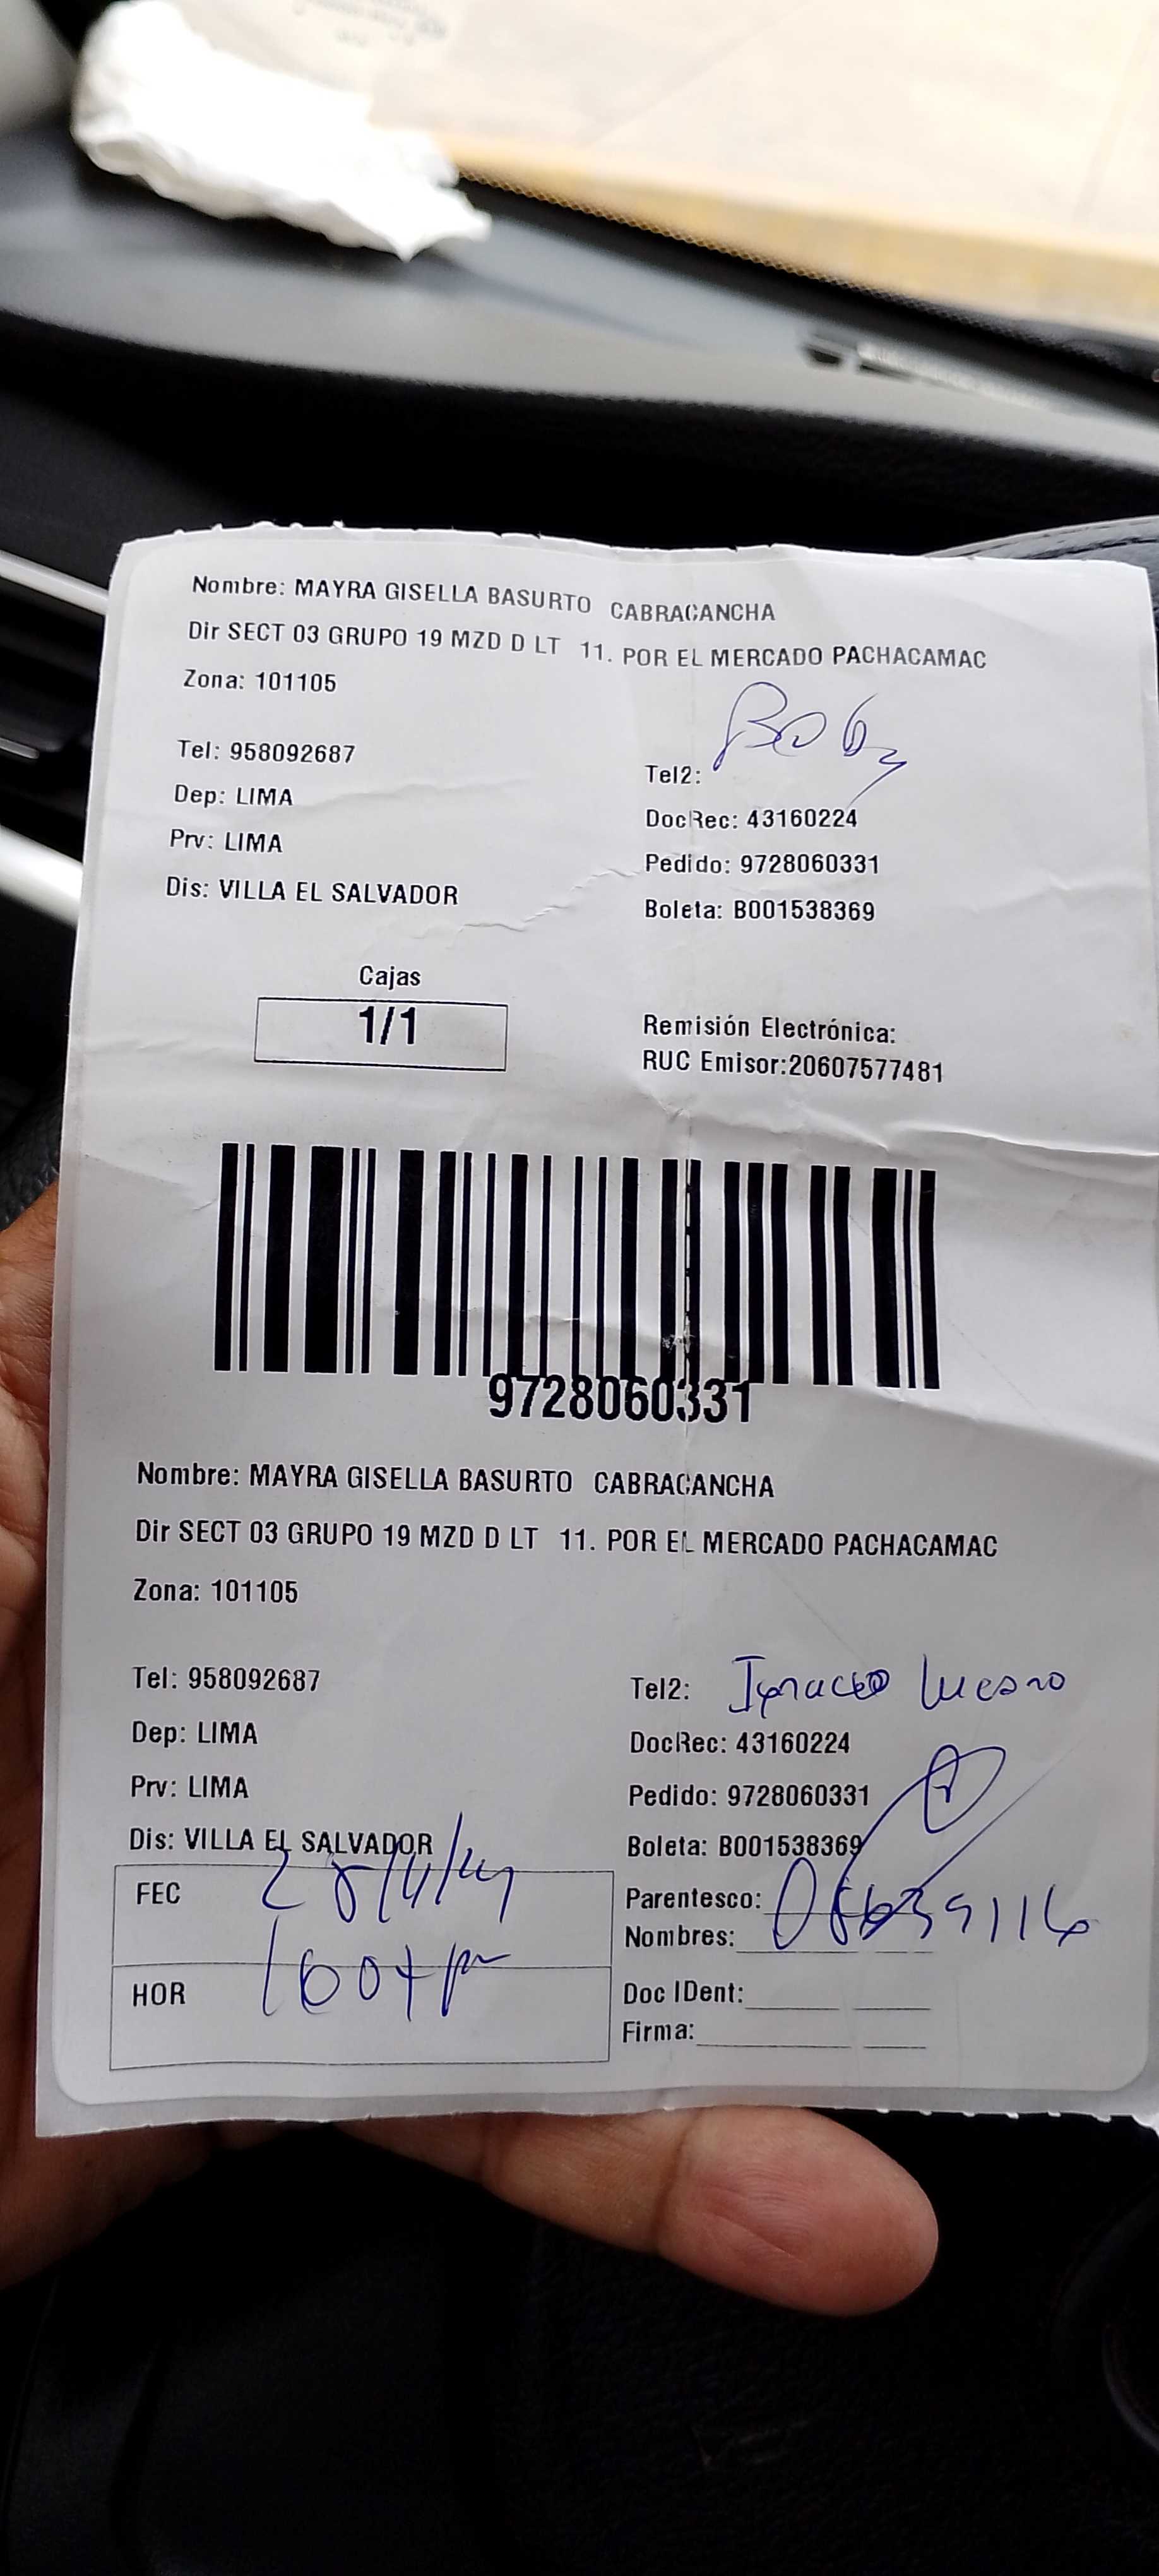 Nombre: MAYRA GISELLA BASURTO CABRACANCHA
Dir SECT 03 GRUPO 19 MZD D LT 11. POR EL MERCADO PACHACAMAC
Zona: 101105
Boby
Tel: 958092687
Tel2:
Dep: LIMA
DocRec: 43160224
Prv: LIMA
Pedido: 9728060331
Dis: VILLA EL SALVADOR
Boleta: B001538369
Cajas
1/1
Remisión Electrónica:
RUC Emisor:20607577481
9728060331
Nombre: MAYRA GISELLA BASURTO CABRACANCHA
Dir SECT 03 GRUPO 19 MZD D LT 11. POR EL MERCADO PACHACAMAC
Zona: 101105
Tel: 958092687
Tel2: Ignacio
Dep: LIMA
DocRec: 43160224
Prv: LIMA
Pedido: 9728060331
Dis: VILLA EL SALVADOR
Boleta: B001538369
FEC
Parentesco:
Nombres:
HOR
Doc IDent:
Firma: